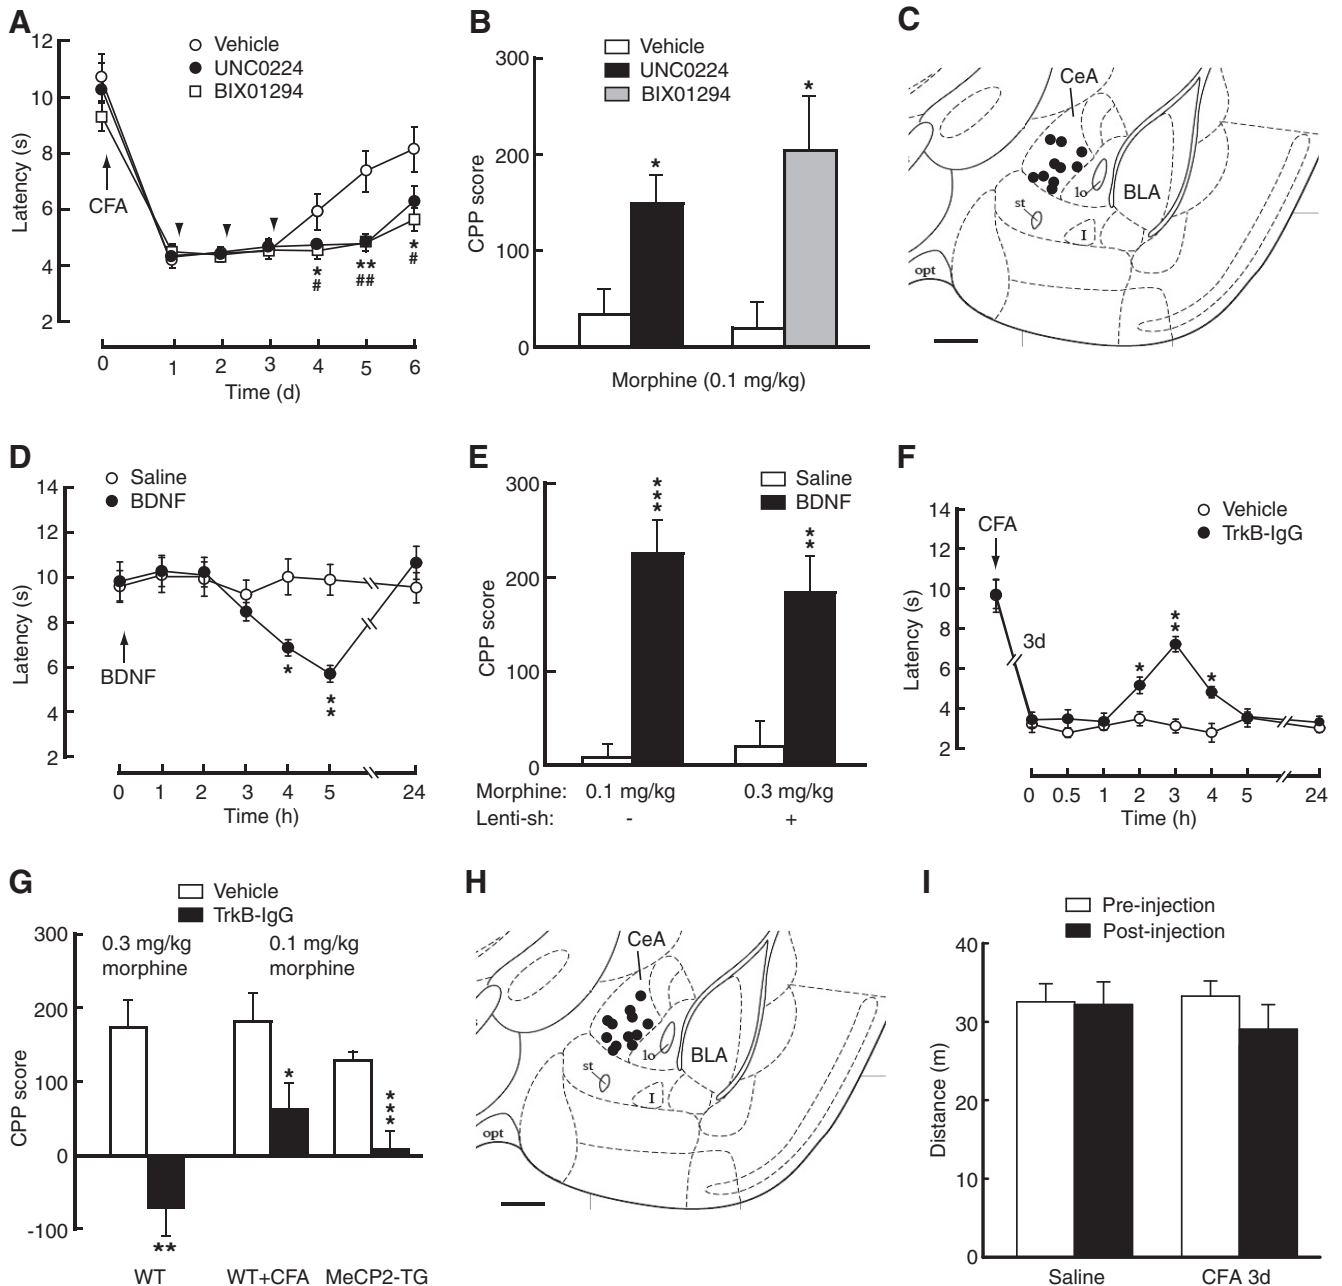 A
12
10
8
6
4
2
Latency (s)
Vehicle
UNC0224
BIX01294
CFA
*
#
**
##
*
#
0 1 2 3 4 5 6
Time (d)
B
300
200
100
0
CPP score
Vehicle
UNC0224
BIX01294
*
*
Morphine (0.1 mg/kg)
C
CeA
lo
BLA
st
I
opt
D
14
12
10
8
6
4
2
Latency (s)
Saline
BDNF
BDNF
*
**
0 1 2 3 4 5 24
Time (h)
E
300
200
100
0
CPP score
Saline
BDNF
***
**
Morphine: 0.1 mg/kg 0.3 mg/kg
Lenti-sh: - +
F
14
12
10
8
6
4
2
Latency (s)
Vehicle
TrkB-IgG
CFA
3d
*
**
*
0 0.5 1 2 3 4 5 24
Time (h)
G
Vehicle
TrkB-IgG
300
200
100
0
-100
CPP score
0.3 mg/kg
morphine
0.1 mg/kg
morphine
**
*
***
WT WT+CFA MeCP2-TG
H
CeA
lo
BLA
st
I
opt
I
Pre-injection
Post-injection
40
30
20
10
0
Distance (m)
Saline CFA 3d